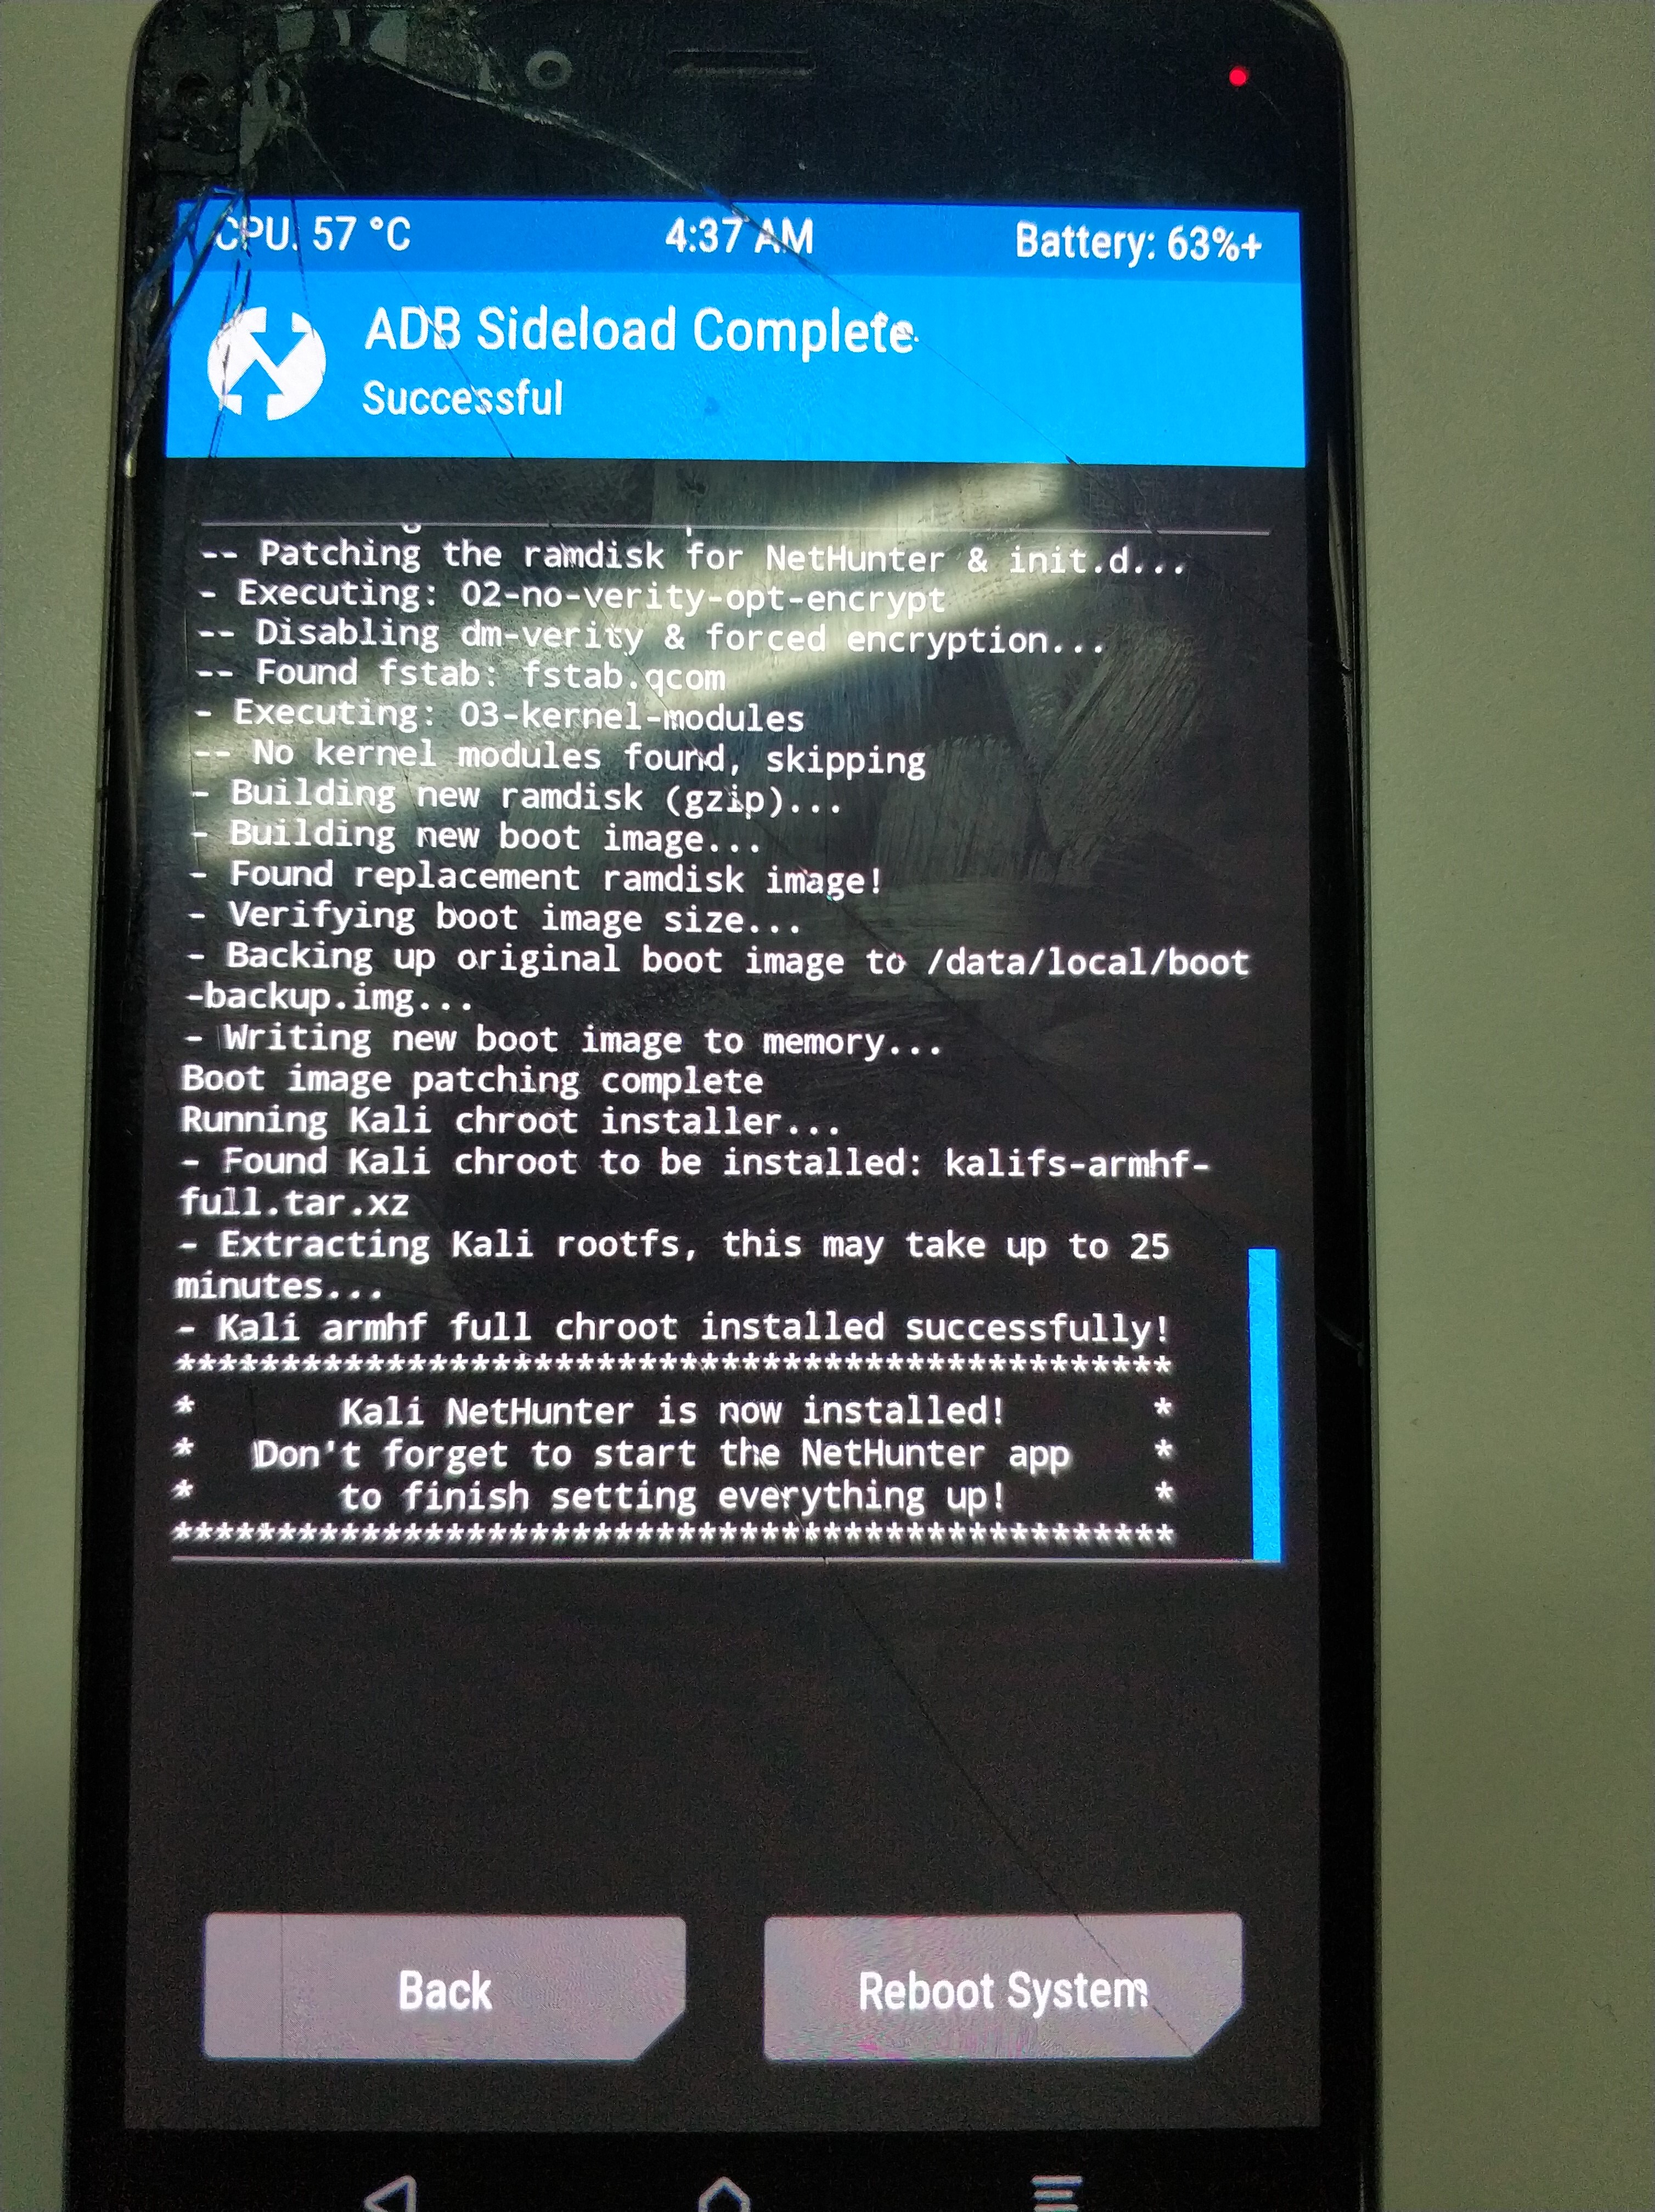 CPU: 57 °C 4:37 AM Battery: 63%+
ADB Sideload Complete
Successful
-- Patching the ramdisk for NetHunter & init.d...
- Executing: 02-no-verity-opt-encrypt
-- Disabling dm-verity & forced encryption...
-- Found fstab: fstab.qcom
- Executing: 03-kernel-modules
-- No kernel modules found, skipping
- Building new ramdisk (gzip)...
- Building new boot image...
- Found replacement ramdisk image!
- Verifying boot image size...
- Backing up original boot image to /data/local/boot
-backup.img...
- Writing new boot image to memory...
Boot image patching complete
Running Kali chroot installer...
- Found Kali chroot to be installed: kalifs-armhf-
full.tar.xz
- Extracting Kali rootfs, this may take up to 25
minutes...
- Kali armhf full chroot installed successfully!
************************************************
* Kali NetHunter is now installed! *
* Don't forget to start the NetHunter app *
* to finish setting everything up! *
************************************************
Back Reboot System